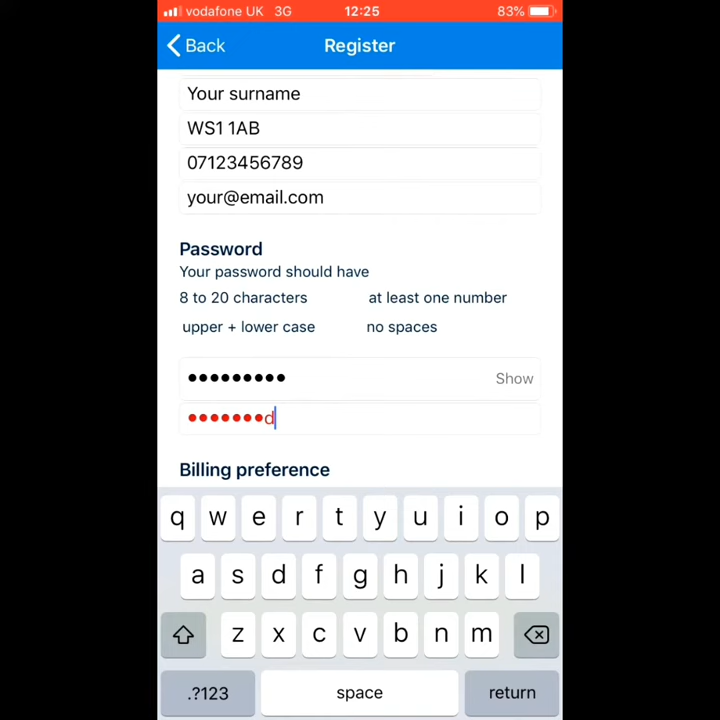 vodafone UK 3G 12:25 83%
Back Register
Your surname
WS1 1AB
07123456789
your@email.com
Password
Your password should have
8 to 20 characters at least one number
upper + lower case no spaces
●●●●●●●●● Show
●●●●●●●d
Billing preference
q w e r t y u i o p
a s d f g h j k l
z x c v b n m
.?123 space return